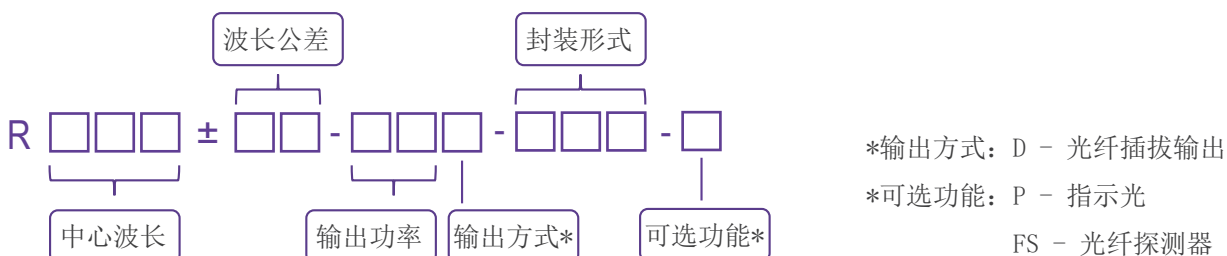 波长公差 封装形式
R □□□ ± □□ - □□□ - □□□ - □
中心波长 输出功率 输出方式* 可选功能*
*输出方式: D - 光纤插拔输出
*可选功能: P - 指示光
FS - 光纤探测器